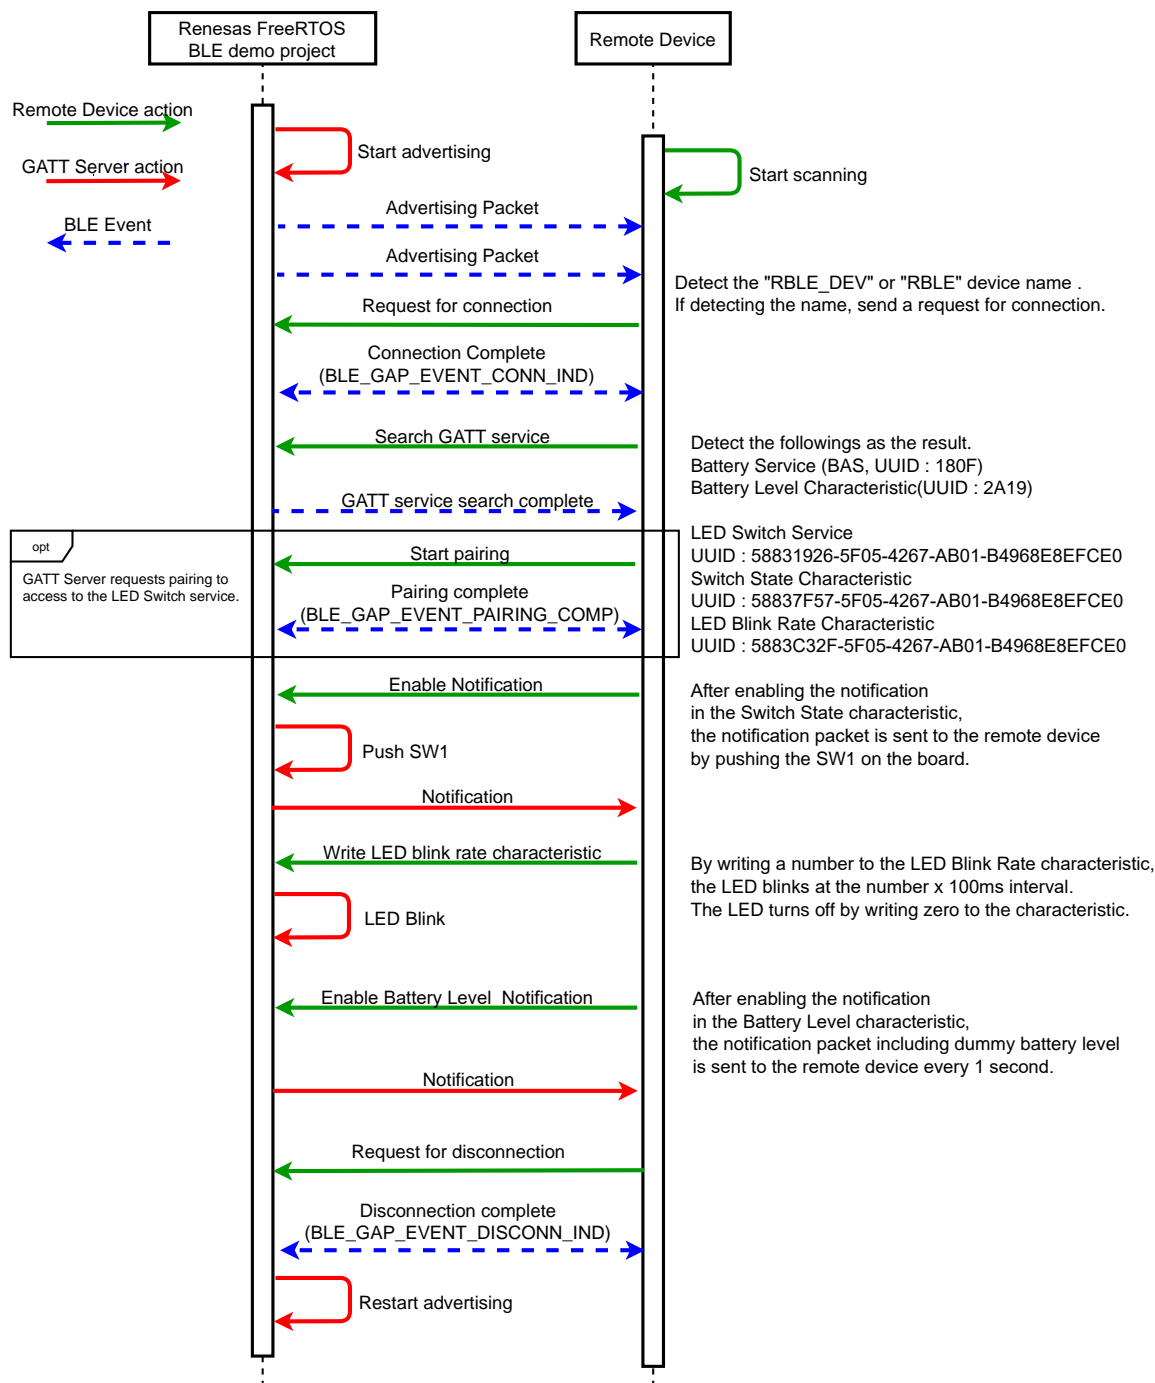 Renesas FreeRTOS
BLE demo project
Remote Device
Remote Device action
GATT Server action
BLE Event
Start advertising
Start scanning
Advertising Packet
Advertising Packet
Detect the "RBLE_DEV" or "RBLE" device name .
If detecting the name, send a request for connection.
Request for connection
Connection Complete
(BLE_GAP_EVENT_CONN_IND)
Search GATT service
Detect the followings as the result.
Battery Service (BAS, UUID : 180F)
Battery Level Characteristic(UUID : 2A19)
GATT service search complete
LED Switch Service
UUID : 58831926-5F05-4267-AB01-B4968E8EFCE0
Switch State Characteristic
UUID : 58837F57-5F05-4267-AB01-B4968E8EFCE0
LED Blink Rate Characteristic
UUID : 5883C32F-5F05-4267-AB01-B4968E8EFCE0
opt
GATT Server requests pairing to
access to the LED Switch service.
Start pairing
Pairing complete
(BLE_GAP_EVENT_PAIRING_COMP)
Enable Notification
After enabling the notification
in the Switch State characteristic,
the notification packet is sent to the remote device
by pushing the SW1 on the board.
Push SW1
Notification
Write LED blink rate characteristic
By writing a number to the LED Blink Rate characteristic,
the LED blinks at the number x 100ms interval.
The LED turns off by writing zero to the characteristic.
LED Blink
Enable Battery Level  Notification
After enabling the notification
in the Battery Level characteristic,
the notification packet including dummy battery level
is sent to the remote device every 1 second.
Notification
Request for disconnection
Disconnection complete
(BLE_GAP_EVENT_DISCONN_IND)
Restart advertising